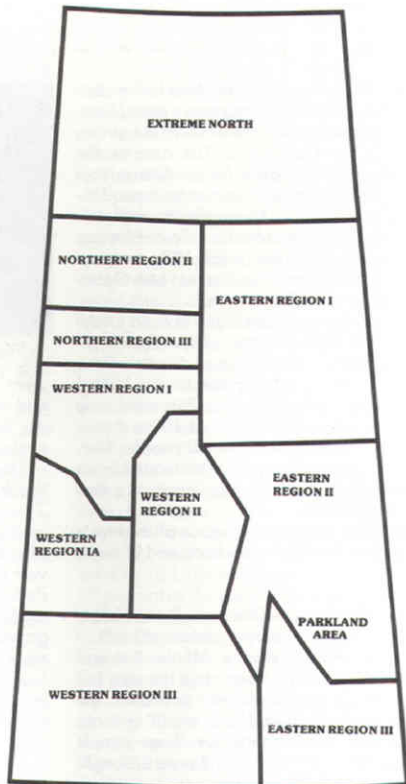 EXTREME NORTH
NORTHERN REGION II
EASTERN REGION I
NORTHERN REGION III
WESTERN REGION I
EASTERN
REGION II
WESTERN
REGION II
WESTERN
REGION IA
PARKLAND
AREA
WESTERN REGION III
EASTERN REGION III